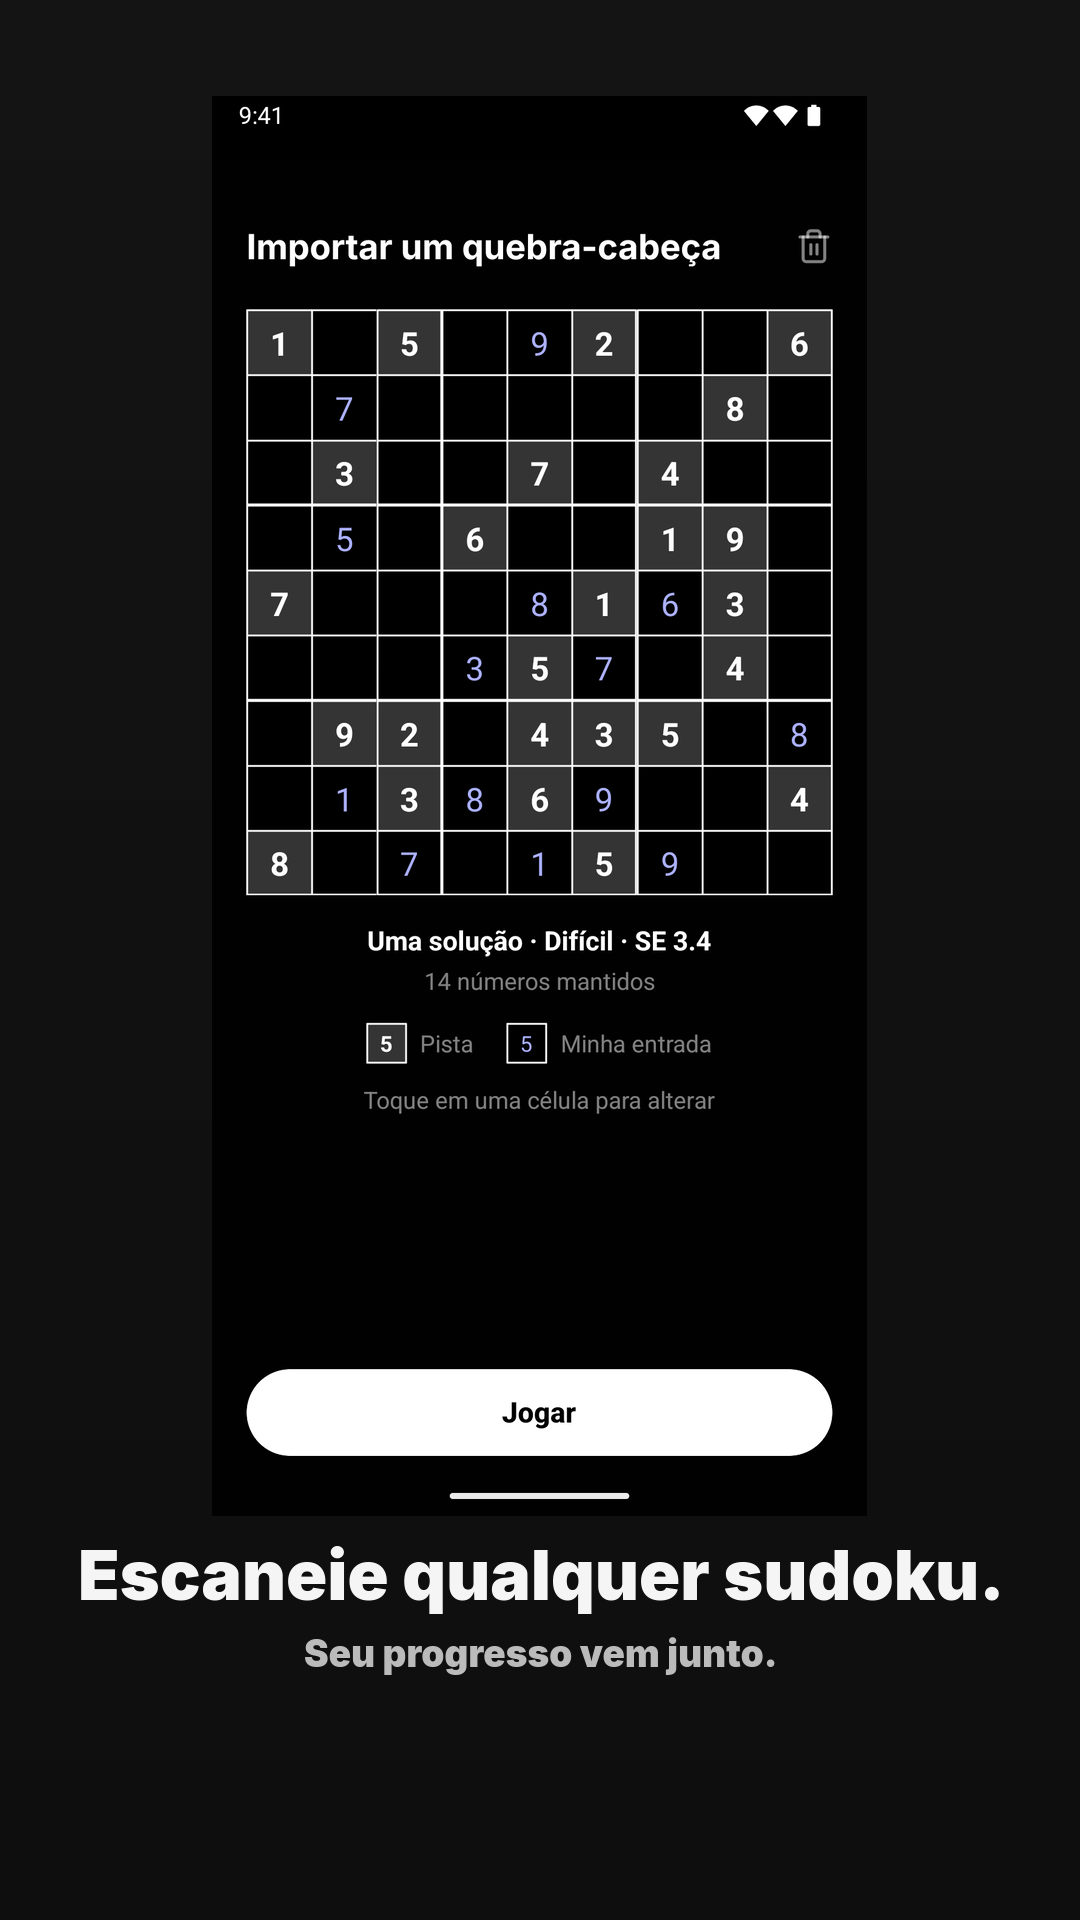 9:41
Importar um quebra-cabeça
1 5 9 2 6
7 8
3 7 4
5 6 1 9
7 8 1 6 3
3 5 7 4
9 2 4 3 5 8
1 3 8 6 9 4
8 7 1 5 9
Uma solução · Difícil · SE 3.4
14 números mantidos
5 Pista 5 Minha entrada
Toque em uma célula para alterar
Jogar
Escaneie qualquer sudoku.
Seu progresso vem junto.